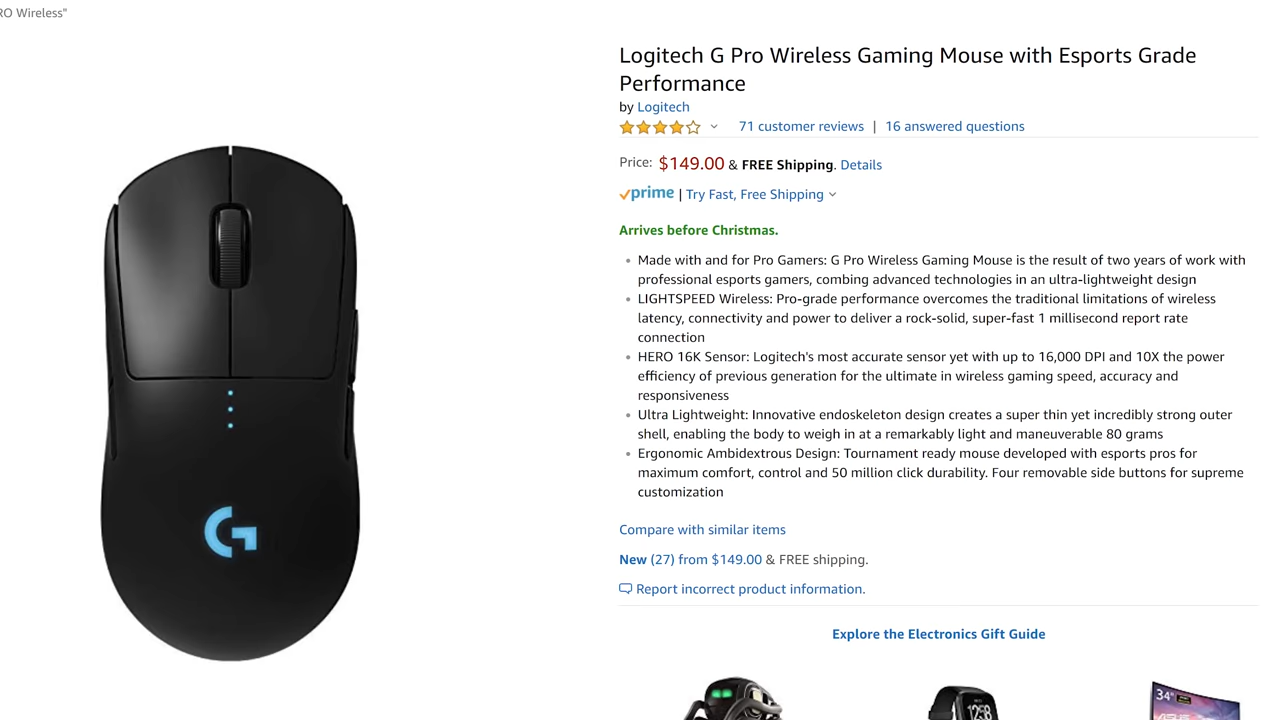 RO Wireless"
Logitech G Pro Wireless Gaming Mouse with Esports Grade
Performance
by Logitech
71 customer reviews | 16 answered questions
Price: $149.00 & FREE Shipping. Details
prime | Try Fast, Free Shipping
Arrives before Christmas.
• Made with and for Pro Gamers: G Pro Wireless Gaming Mouse is the result of two years of work with
professional esports gamers, combing advanced technologies in an ultra-lightweight design
• LIGHTSPEED Wireless: Pro-grade performance overcomes the traditional limitations of wireless
latency, connectivity and power to deliver a rock-solid, super-fast 1 millisecond report rate
connection
• HERO 16K Sensor: Logitech's most accurate sensor yet with up to 16,000 DPI and 10X the power
efficiency of previous generation for the ultimate in wireless gaming speed, accuracy and
responsiveness
• Ultra Lightweight: Innovative endoskeleton design creates a super thin yet incredibly strong outer
shell, enabling the body to weigh in at a remarkably light and maneuverable 80 grams
• Ergonomic Ambidextrous Design: Tournament ready mouse developed with esports pros for
maximum comfort, control and 50 million click durability. Four removable side buttons for supreme
customization
Compare with similar items
New (27) from $149.00 & FREE shipping.
Report incorrect product information.
Explore the Electronics Gift Guide
G
34"